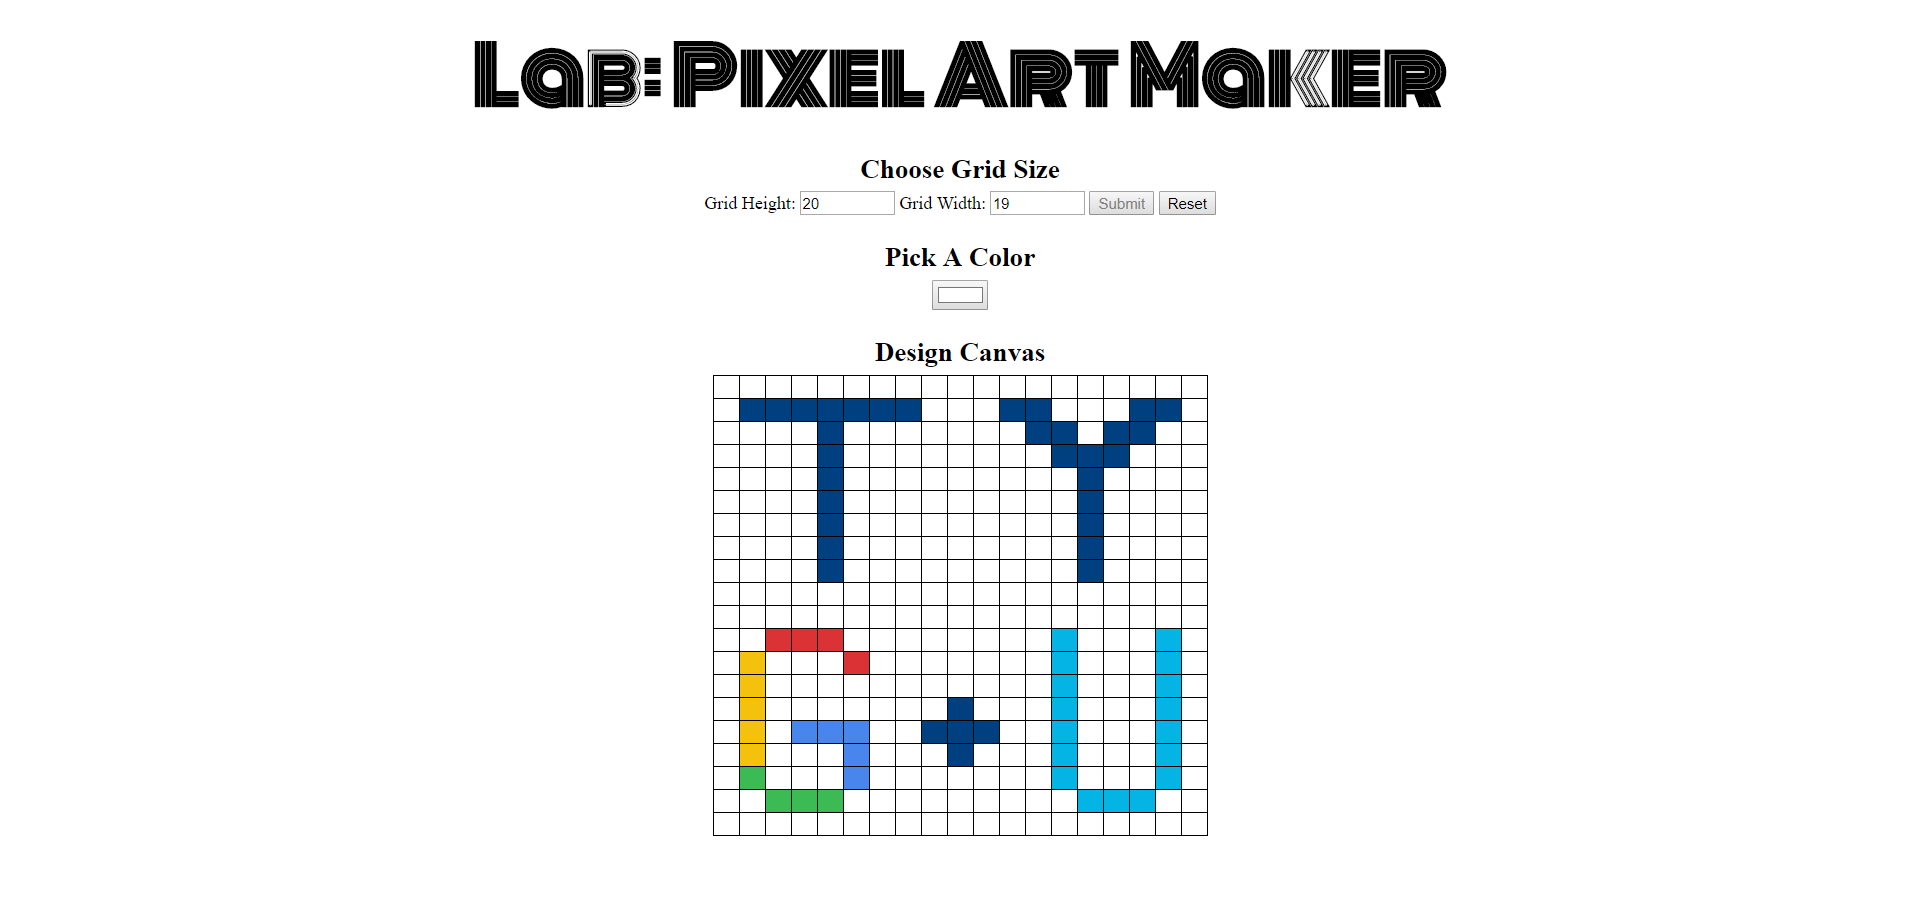 Lab: Pixel Art Maker
Choose Grid Size
Grid Height: 20 Grid Width: 19 Submit Reset
Pick A Color
Design Canvas
T Y
G + U